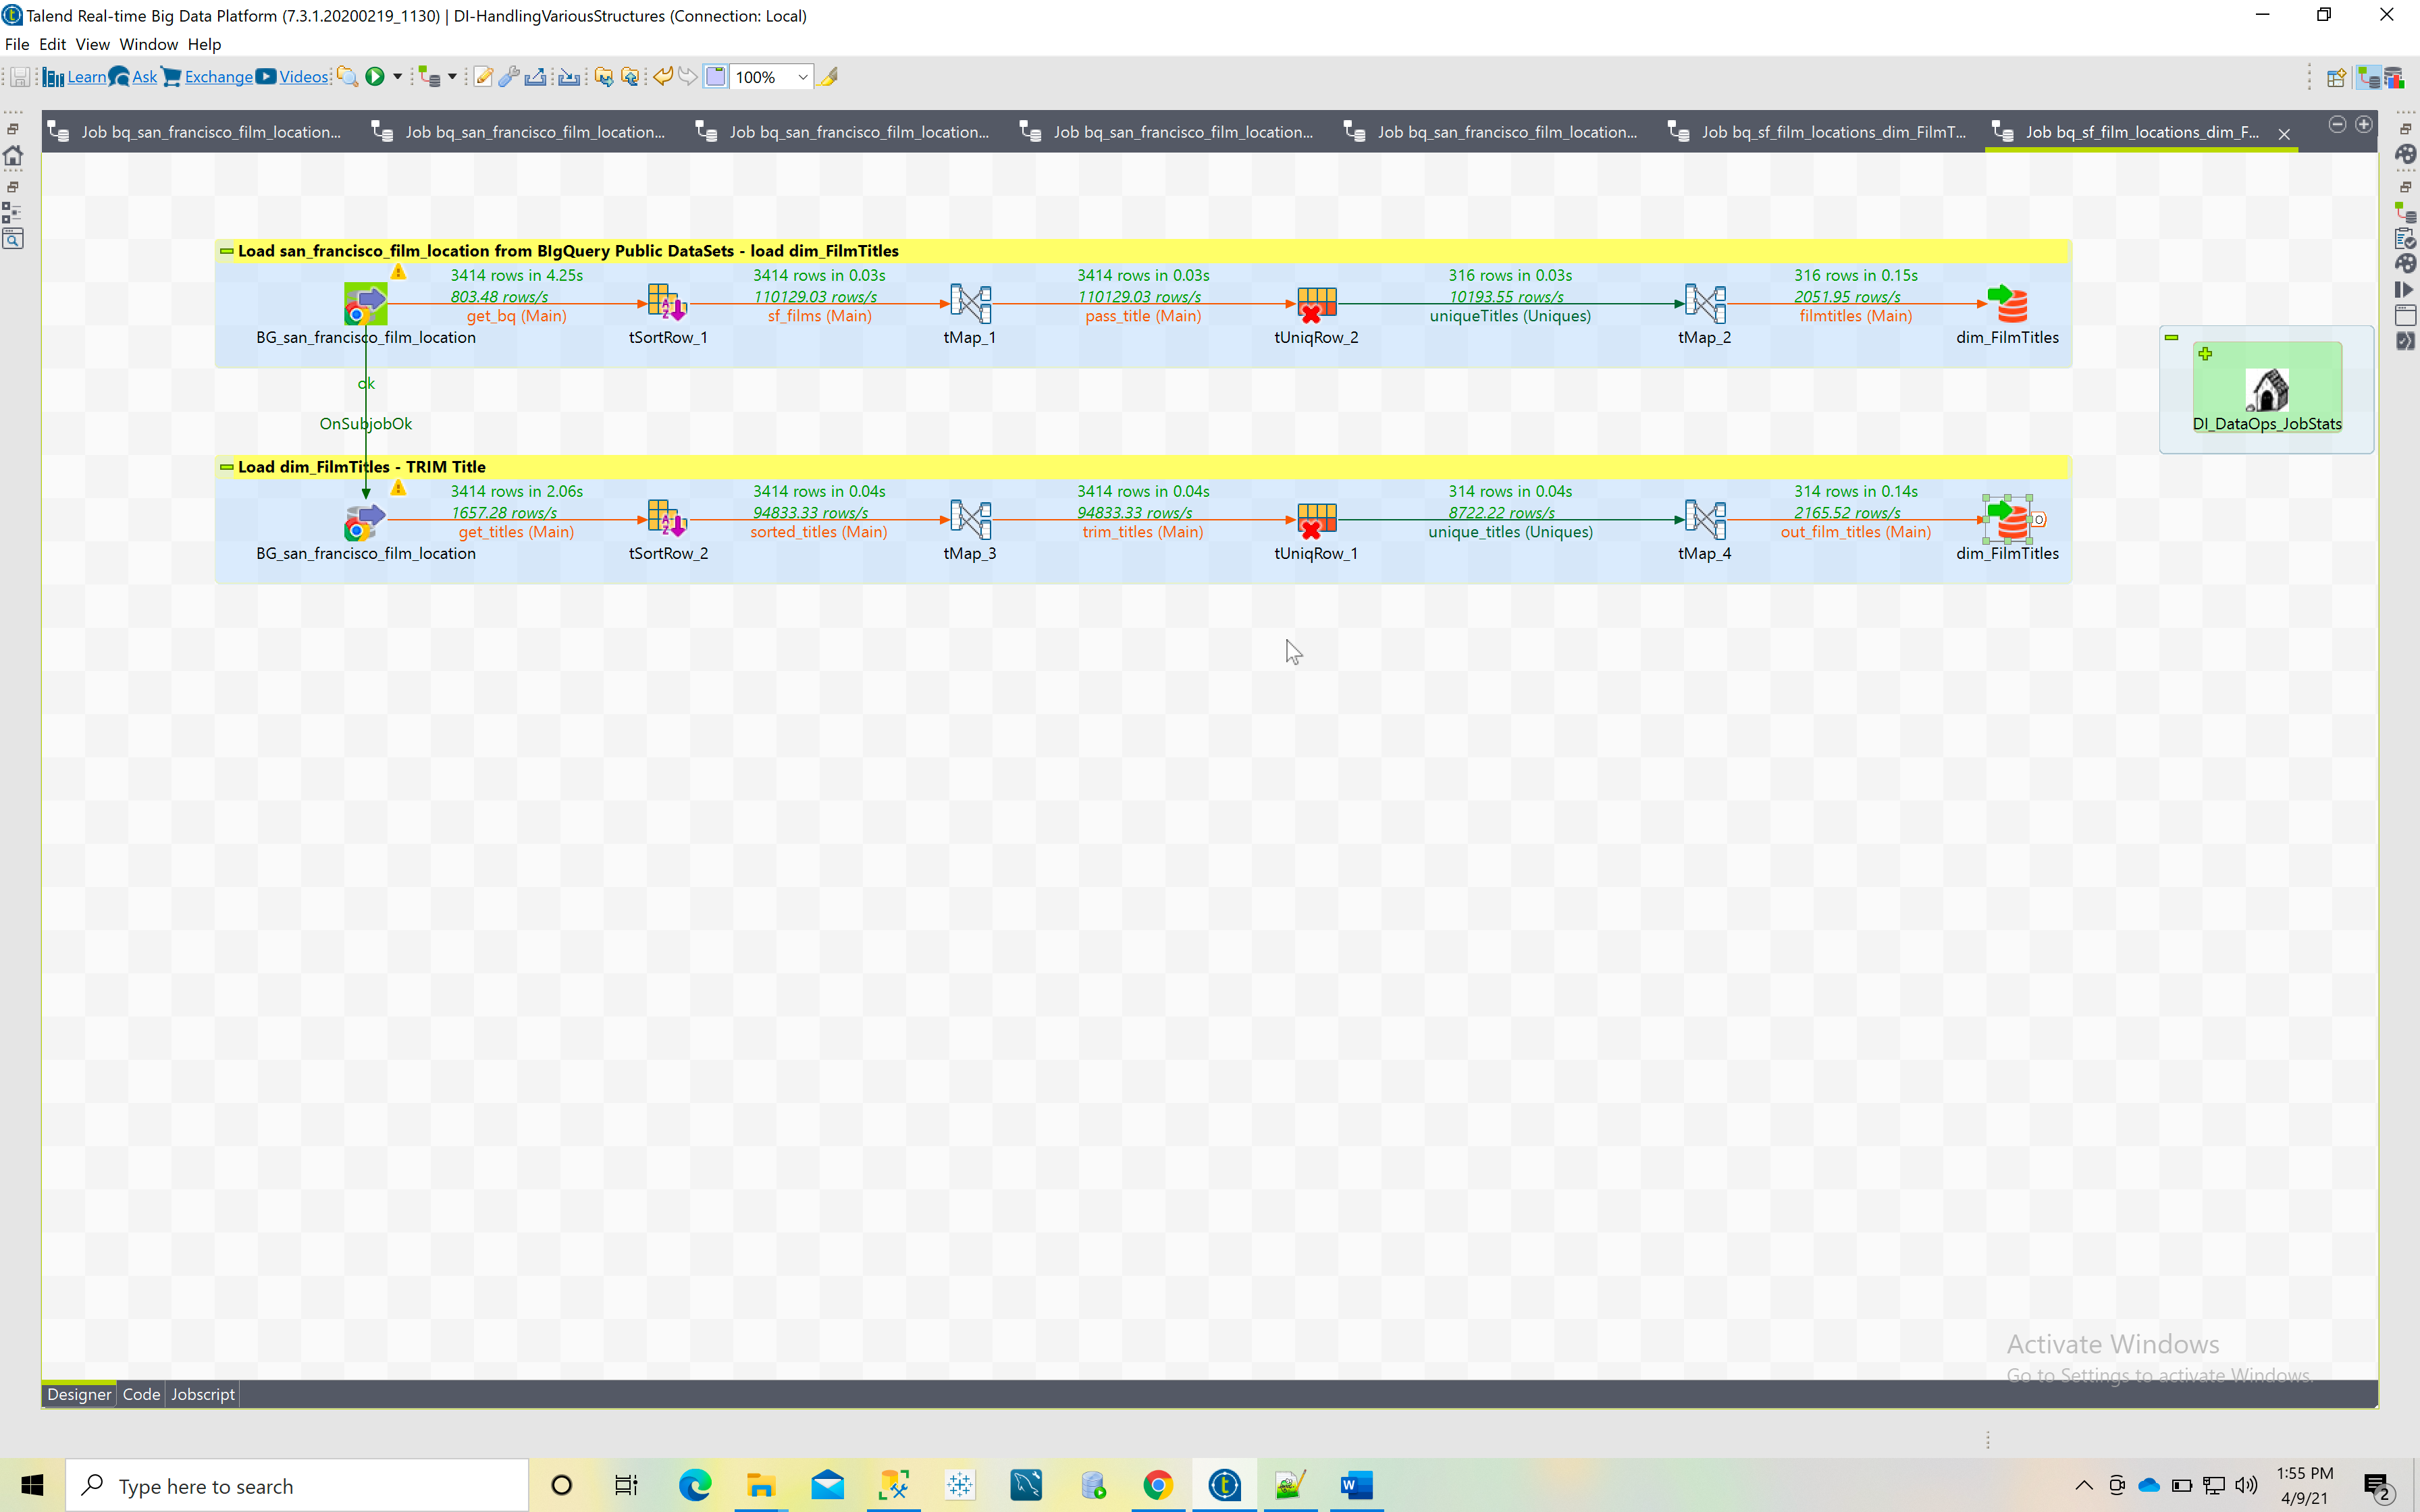 Talend Real-time Big Data Platform (7.3.1.20200219_1130) | DI-HandlingVariousStructures (Connection: Local)
File Edit View Window Help
Learn Ask Exchange Videos 100%
Job bq_san_francisco_film_location... Job bq_san_francisco_film_location... Job bq_san_francisco_film_location... Job bq_san_francisco_film_location... Job bq_san_francisco_film_location... Job bq_sf_film_locations_dim_FilmT... Job bq_sf_film_locations_dim_F...
Load san_francisco_film_location from BIgQuery Public DataSets - load dim_FilmTitles
3414 rows in 4.25s 3414 rows in 0.03s 3414 rows in 0.03s 316 rows in 0.03s 316 rows in 0.15s
803.48 rows/s 110129.03 rows/s 110129.03 rows/s 10193.55 rows/s 2051.95 rows/s
get_bq (Main) sf_films (Main) pass_title (Main) uniqueTitles (Uniques) filmtitles (Main)
BG_san_francisco_film_location tSortRow_1 tMap_1 tUniqRow_2 tMap_2 dim_FilmTitles
ok
OnSubjobOk
DI_DataOps_JobStats
Load dim_FilmTitles - TRIM Title
3414 rows in 2.06s 3414 rows in 0.04s 3414 rows in 0.04s 314 rows in 0.04s 314 rows in 0.14s
1657.28 rows/s 94833.33 rows/s 94833.33 rows/s 8722.22 rows/s 2165.52 rows/s
get_titles (Main) sorted_titles (Main) trim_titles (Main) unique_titles (Uniques) out_film_titles (Main)
BG_san_francisco_film_location tSortRow_2 tMap_3 tUniqRow_1 tMap_4 dim_FilmTitles
Activate Windows
Go to Settings to activate Windows.
Designer Code Jobscript
Type here to search
1:55 PM
4/9/21
2